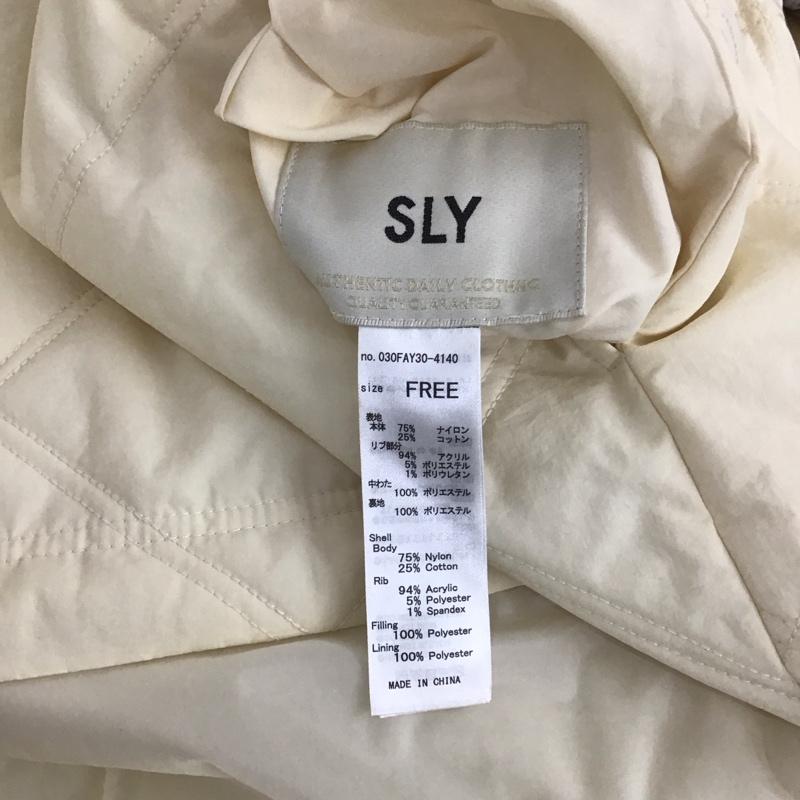 SLY
AUTHENTIC DAILY CLOTHING
QUALITY GUARANTEED
no. 030FAY30-4140
size FREE
表地
本体 75% ナイロン
25% コットン
リブ部分
94% アクリル
5% ポリエステル
1% ポリウレタン
中わた
100% ポリエステル
裏地
100% ポリエステル
Shell
Body
75% Nylon
25% Cotton
Rib
94% Acrylic
5% Polyester
1% Spandex
Filling
100% Polyester
Lining
100% Polyester
MADE IN CHINA